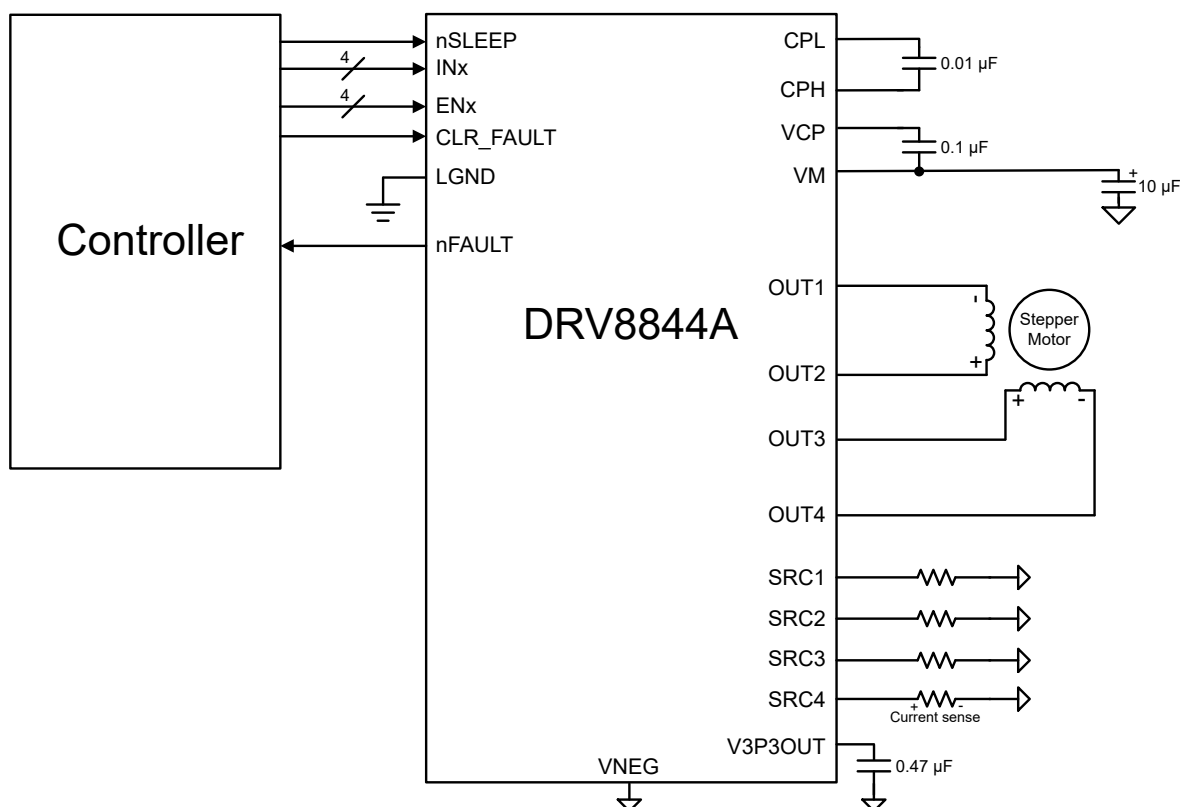 Controller
nSLEEP
4
INx
4
ENx
CLR_FAULT
LGND
nFAULT
DRV8844A
CPL
0.01 µF
CPH
VCP
0.1 µF
VM
+
10 µF
OUT1
-
Stepper
Motor
OUT2
+
+ -
OUT3
OUT4
SRC1
SRC2
SRC3
SRC4
+ -
Current sense
V3P3OUT
0.47 µF
VNEG